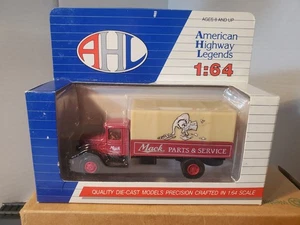 AGES 8 AND UP
AHL
American
Highway
Legends
1:64
Mack PARTS & SERVICE
QUALITY DIE-CAST MODELS PRECISION CRAFTED IN 1:64 SCALE